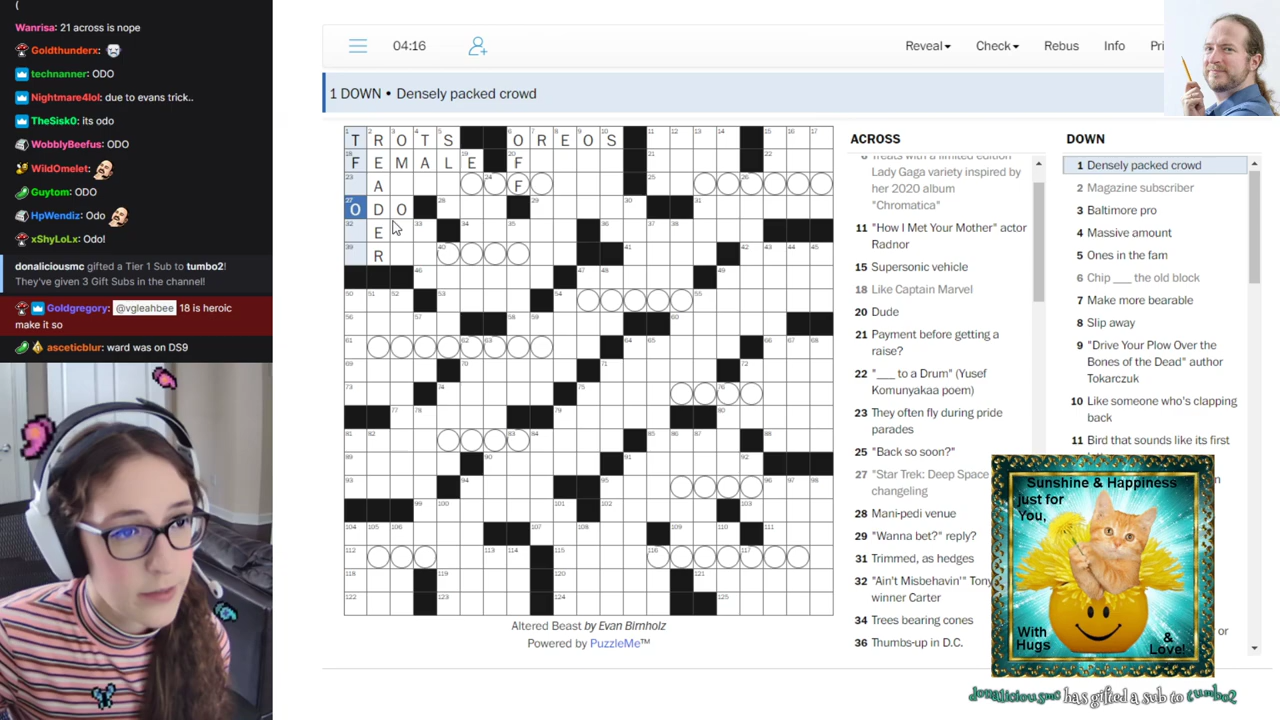 (
Wanrisa: 21 across is nope
Goldthunderx:
technanner: ODO
Nightmare4lol: due to evans trick..
TheSisk0: its odo
WobblyBeefus: ODO
WildOmelet:
Guytom: ODO
HpWendiz: Odo
xShyLoLx: Odo!
donaliciousmc gifted a Tier 1 Sub to tumbo2!
They've given 3 Gift Subs in the channel!
Goldgregory: @vgleahbee 18 is heroic
make it so
asceticblur: ward was on DS9
04:16
Reveal
Check
Rebus
Info
Pri
1 DOWN • Densely packed crowd
T R O T S O R E O S
F E M A L E F
A F
O D O
E
R
Altered Beast by Evan Birnholz
Powered by PuzzleMe™
ACROSS
6 Treats with a limited edition
Lady Gaga variety inspired by
her 2020 album
"Chromatica"
11 "How I Met Your Mother" actor
Radnor
15 Supersonic vehicle
18 Like Captain Marvel
20 Dude
21 Payment before getting a
raise?
22 "___ to a Drum" (Yusef
Komunyakaa poem)
23 They often fly during pride
parades
25 "Back so soon?"
27 "Star Trek: Deep Space
changeling
28 Mani-pedi venue
29 "Wanna bet?" reply?
31 Trimmed, as hedges
32 "Ain't Misbehavin'" Tony
winner Carter
34 Trees bearing cones
36 Thumbs-up in D.C.
DOWN
1 Densely packed crowd
2 Magazine subscriber
3 Baltimore pro
4 Massive amount
5 Ones in the fam
6 Chip ___ the old block
7 Make more bearable
8 Slip away
9 "Drive Your Plow Over the
Bones of the Dead" author
Tokarczuk
10 Like someone who's clapping
back
11 Bird that sounds like its first
Sunshine & Happiness
just for
You,
With
Hugs
&
Love!
donaliciousmc has gifted a sub to tumbo2